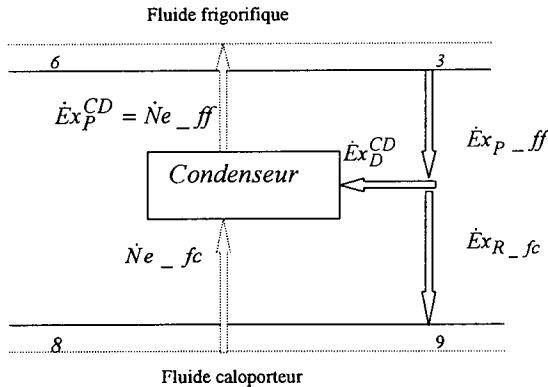 Fluide frigorifique
6 3
Ėx_P^CD = Ṅe _ ff
Ėx_D^CD
Ėx_P _ ff
Condenseur
Ṅe _ fc
Ėx_R _ fc
8 9
Fluide caloporteur